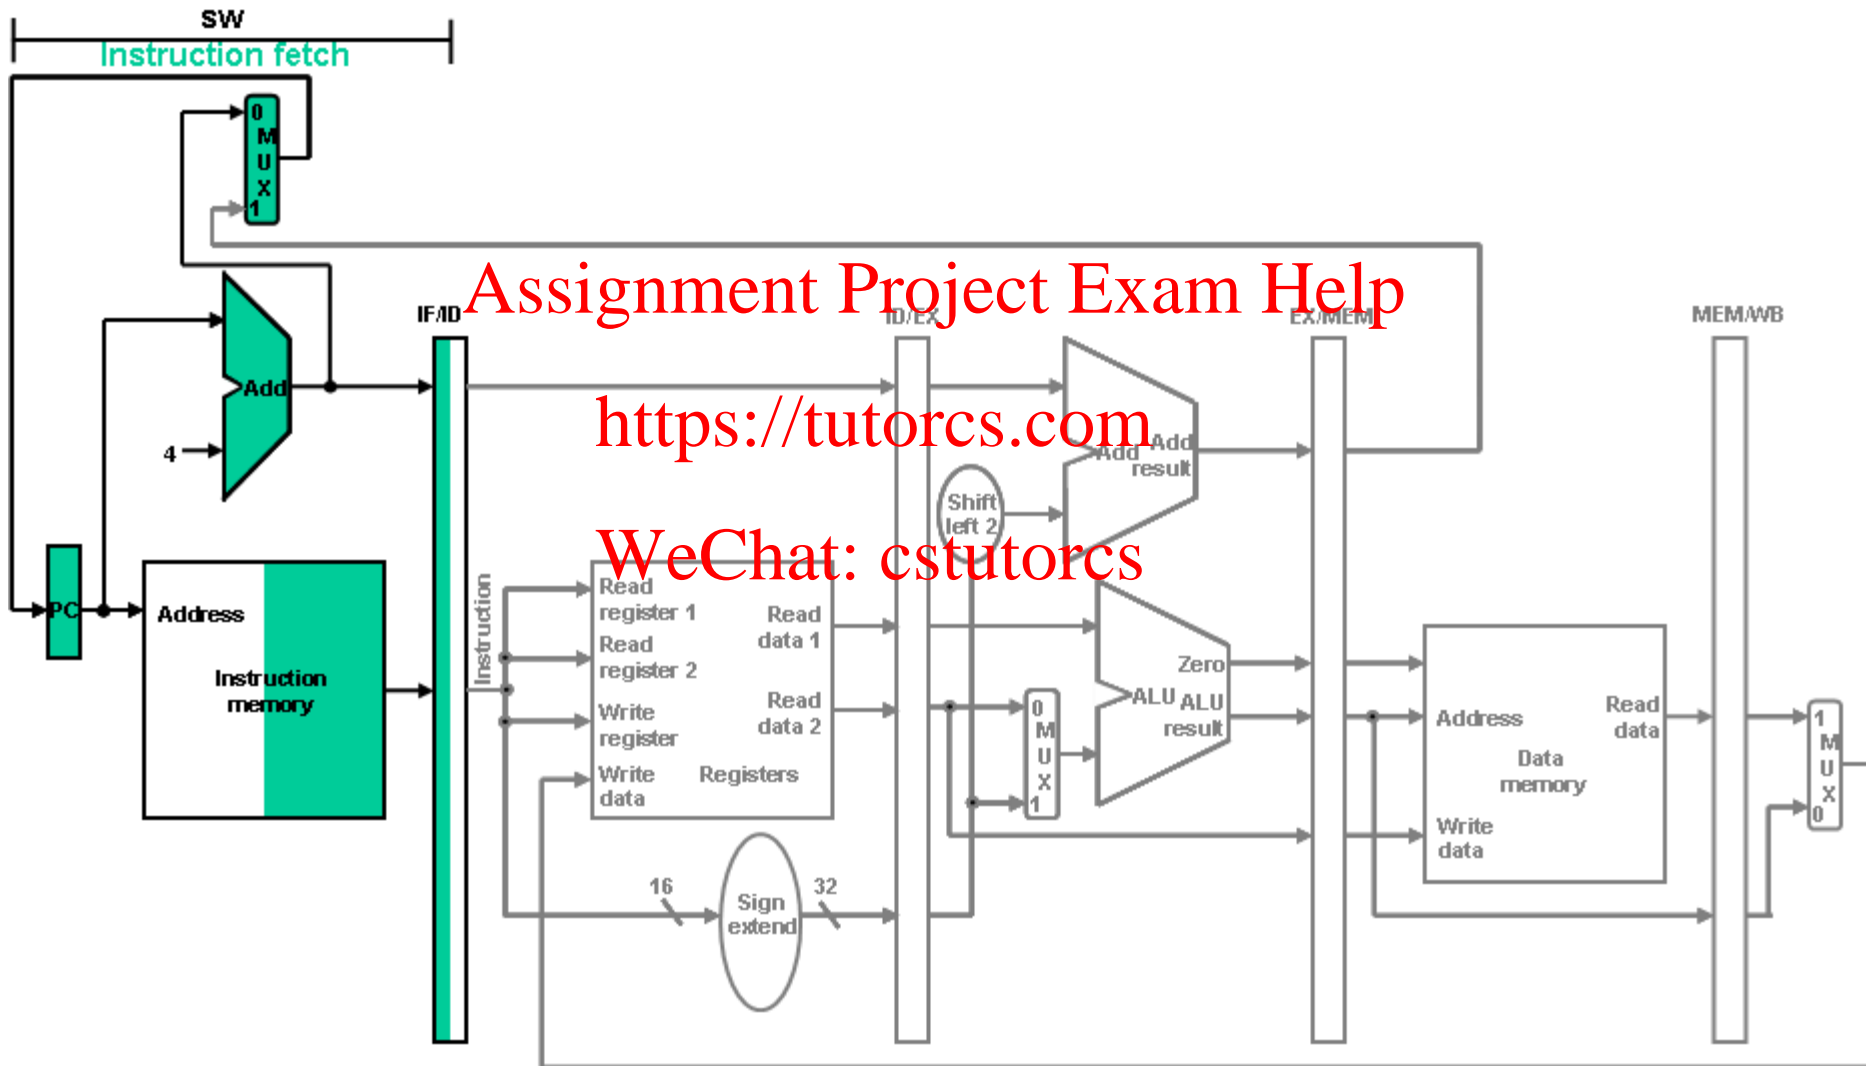 SW
Instruction fetch
0
M
U
X
1
Add
4
PC
Address
Instruction
memory
IF/ID
Assignment Project Exam Help
https://tutorcs.com
WeChat: cstutorcs
Instruction
Read
register 1
Read
register 2
Write
register
Write
data
Read
data 1
Read
data 2
Registers
16
Sign
extend
32
ID/EX
Shift
left 2
Add
Add
result
0
M
U
X
1
Zero
ALU
ALU
result
EX/MEM
Address
Read
data
Data
memory
Write
data
MEM/WB
1
M
U
X
0